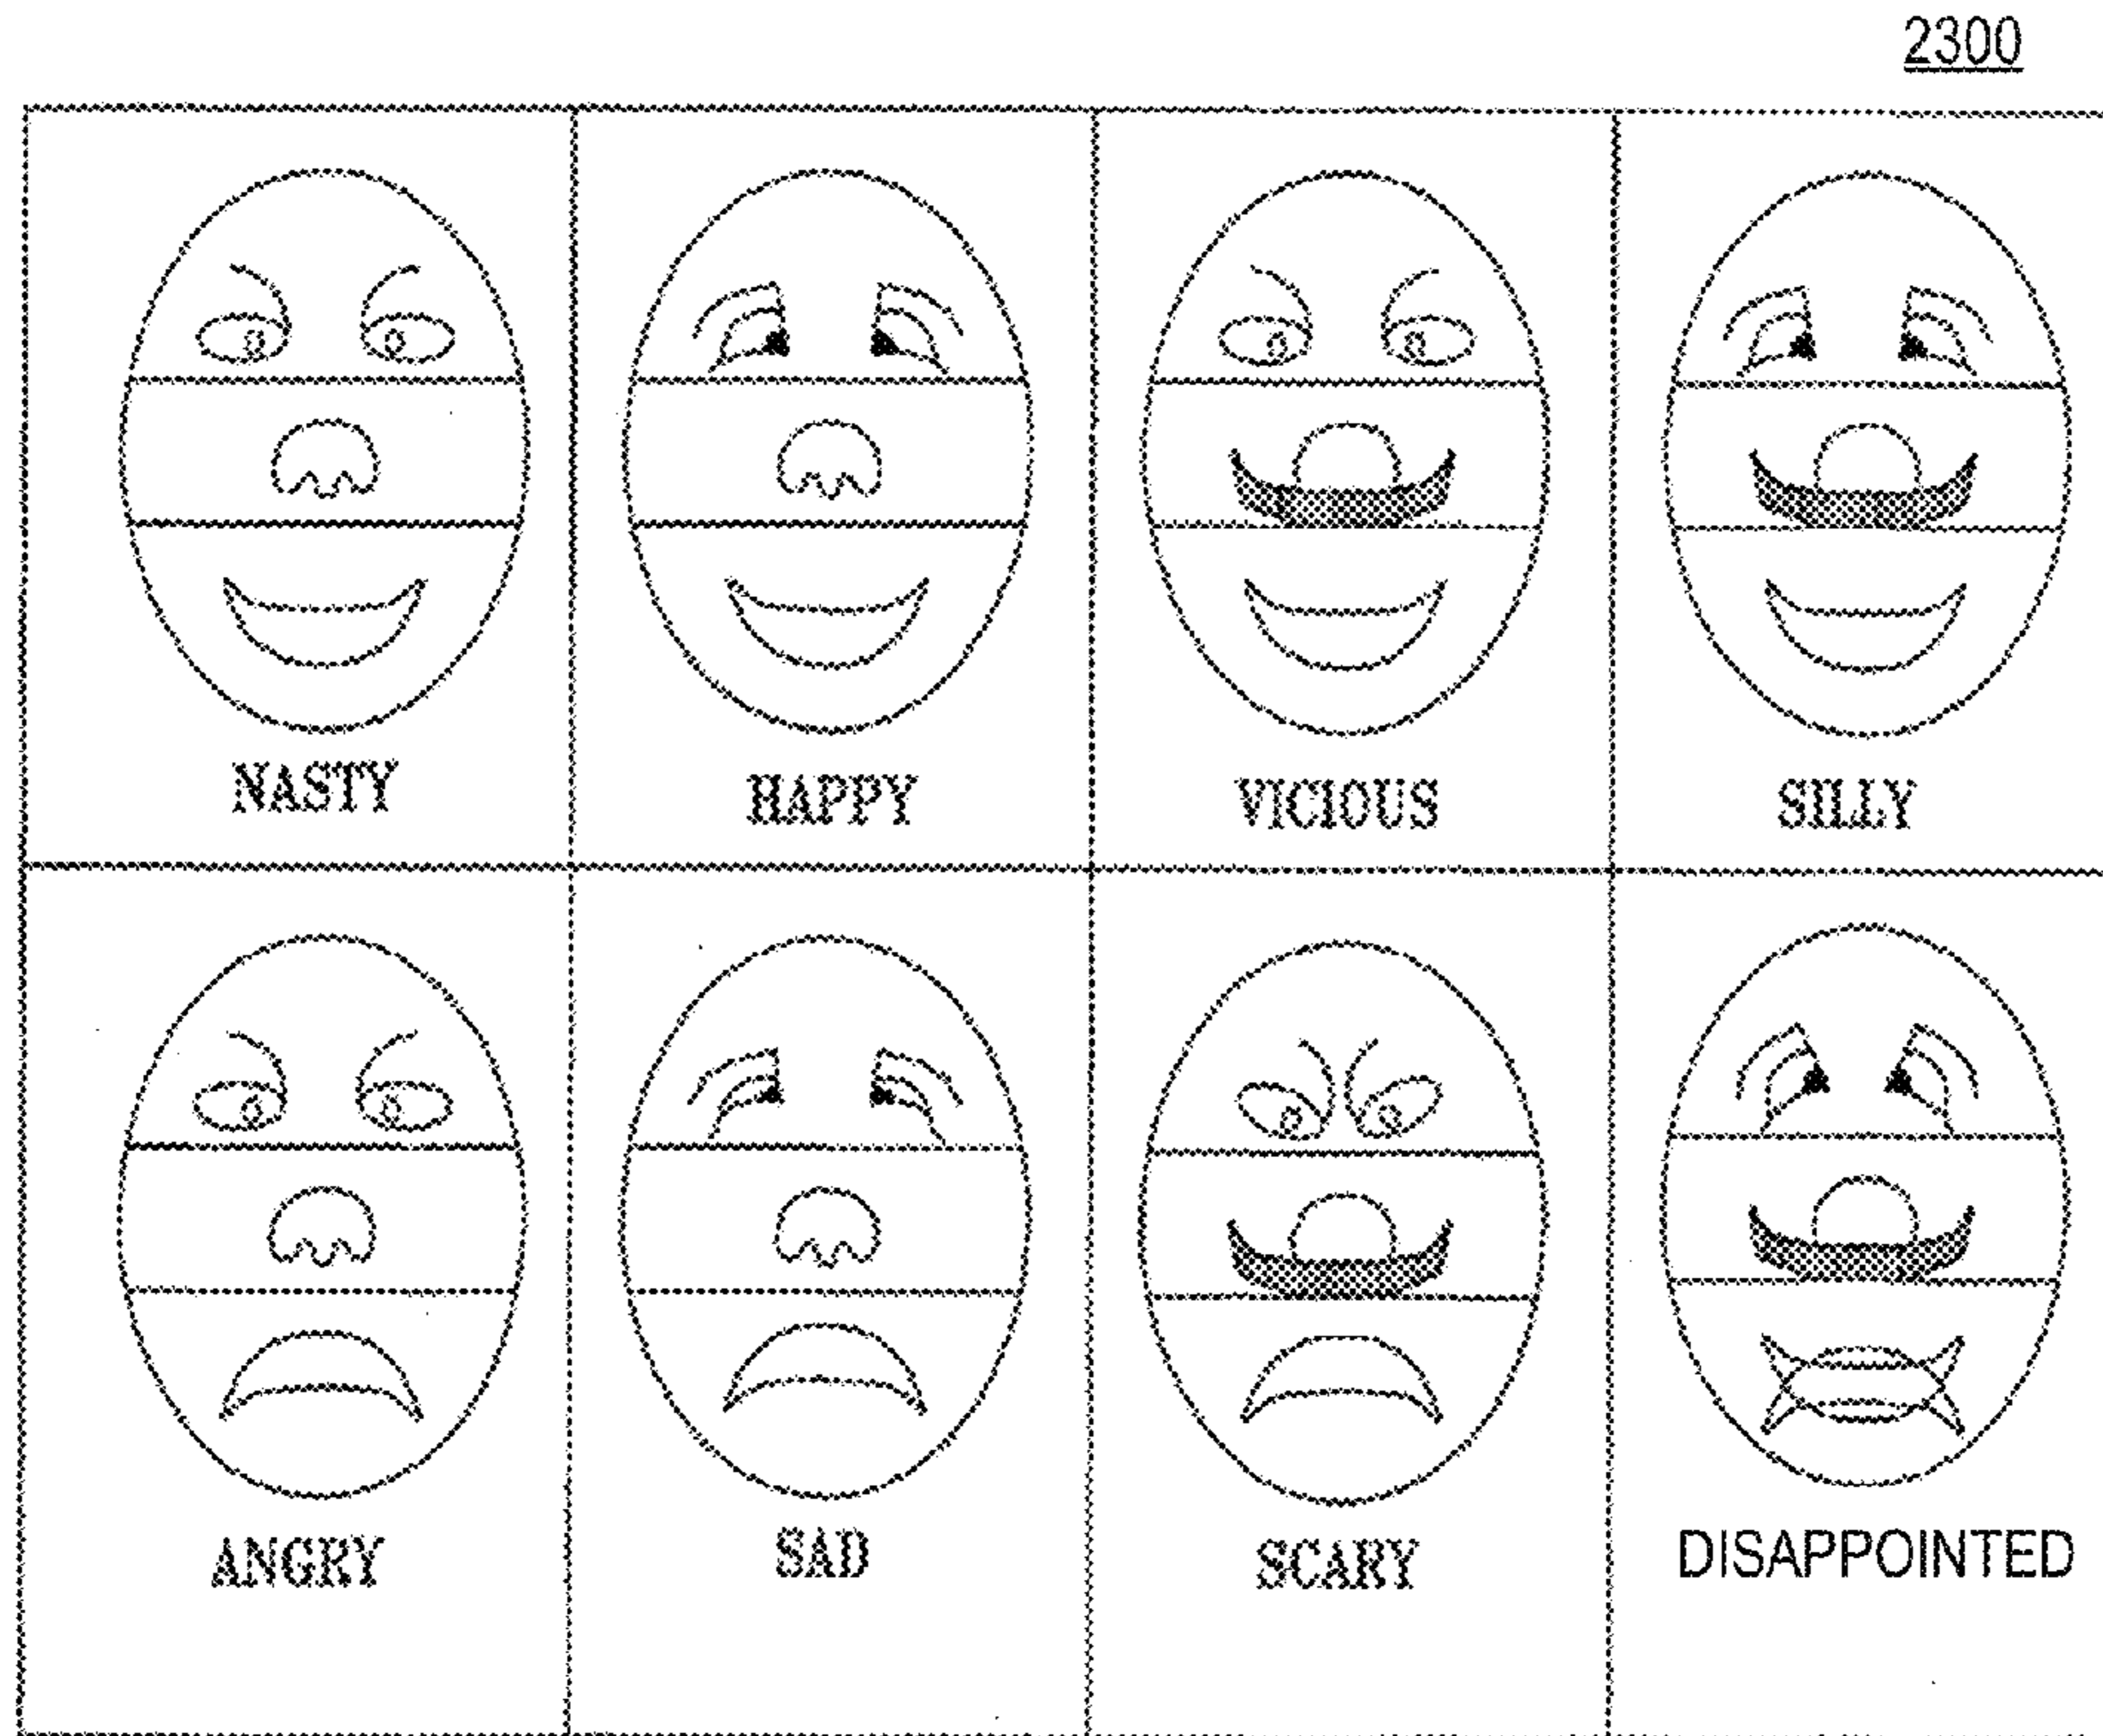 2300
NASTY
HAPPY
VICIOUS
SILLY
ANGRY
SAD
SCARY
DISAPPOINTED